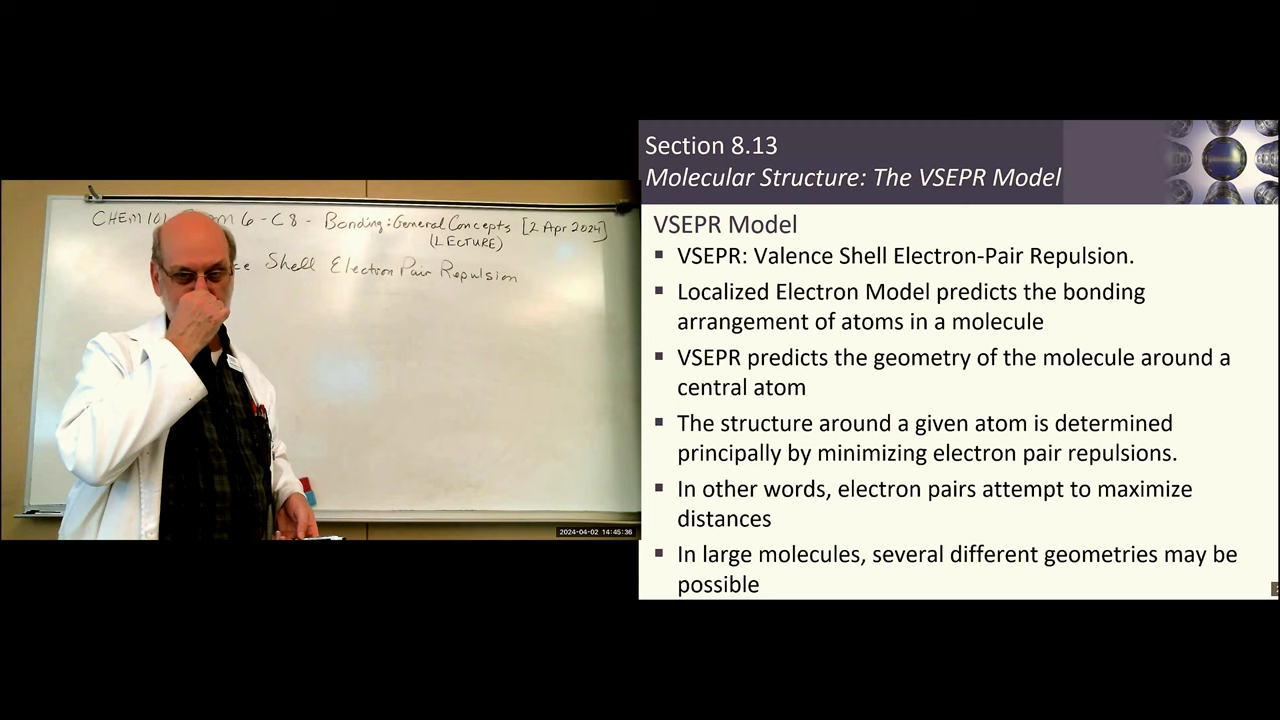 CHEM 101 6 - C8 - Bonding: General Concepts [2 Apr 2024]
(LECTURE)
Shell Electron Pair Repulsion
2024-04-02 14:45:36
Section 8.13
Molecular Structure: The VSEPR Model
VSEPR Model
▪ VSEPR: Valence Shell Electron-Pair Repulsion.
▪ Localized Electron Model predicts the bonding
arrangement of atoms in a molecule
▪ VSEPR predicts the geometry of the molecule around a
central atom
▪ The structure around a given atom is determined
principally by minimizing electron pair repulsions.
▪ In other words, electron pairs attempt to maximize
distances
▪ In large molecules, several different geometries may be
possible